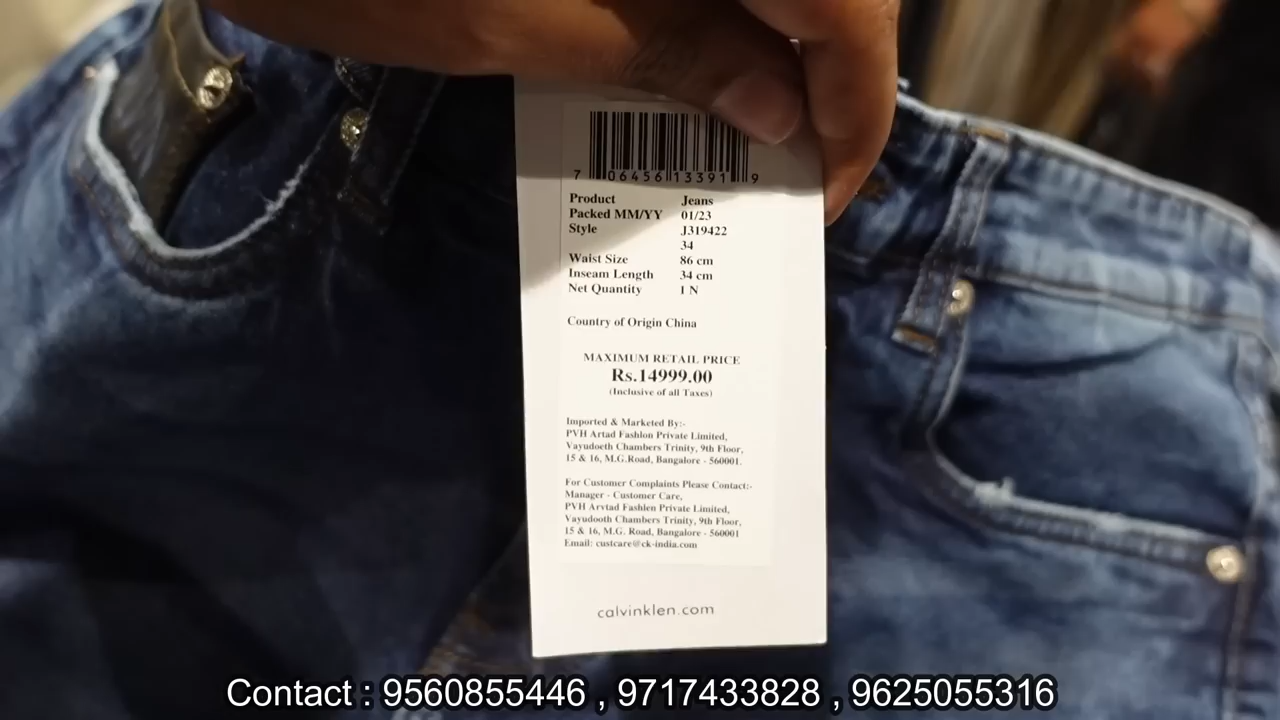 7 06456 13391 9
Product Jeans
Packed MM/YY 01/23
Style J319422
34
Waist Size 86 cm
Inseam Length 34 cm
Net Quantity 1 N
Country of Origin China
MAXIMUM RETAIL PRICE
Rs.14999.00
(Inclusive of all Taxes)
Imported & Marketed By:-
PVH Artad Fashlon Private Limited,
Vayudoeth Chambers Trinity, 9th Floor,
15 & 16, M.G.Road, Bangalore - 560001.
For Customer Complaints Please Contact:-
Manager - Customer Care,
PVH Arvtad Fashlen Private Limited,
Vayudooth Chambers Trinity, 9th Floor,
15 & 16, M.G. Road, Bangalore - 560001
Email: custcare@ck-india.com
calvinklen.com
Contact : 9560855446 , 9717433828 , 9625055316